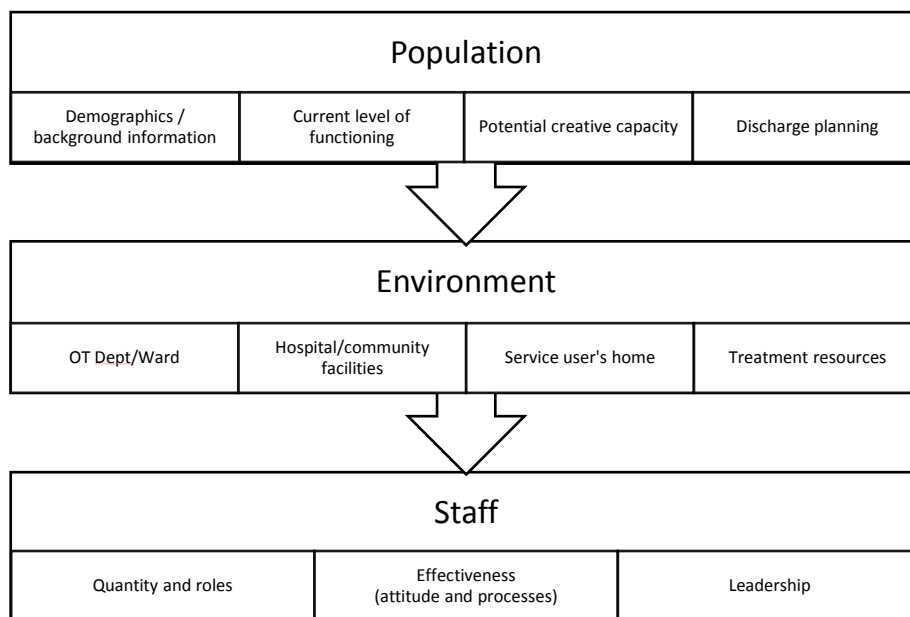 Population
Demographics /
background information
Current level of
functioning
Potential creative capacity
Discharge planning
Environment
OT Dept/Ward
Hospital/community
facilities
Service user's home
Treatment resources
Staff
Quantity and roles
Effectiveness
(attitude and processes)
Leadership